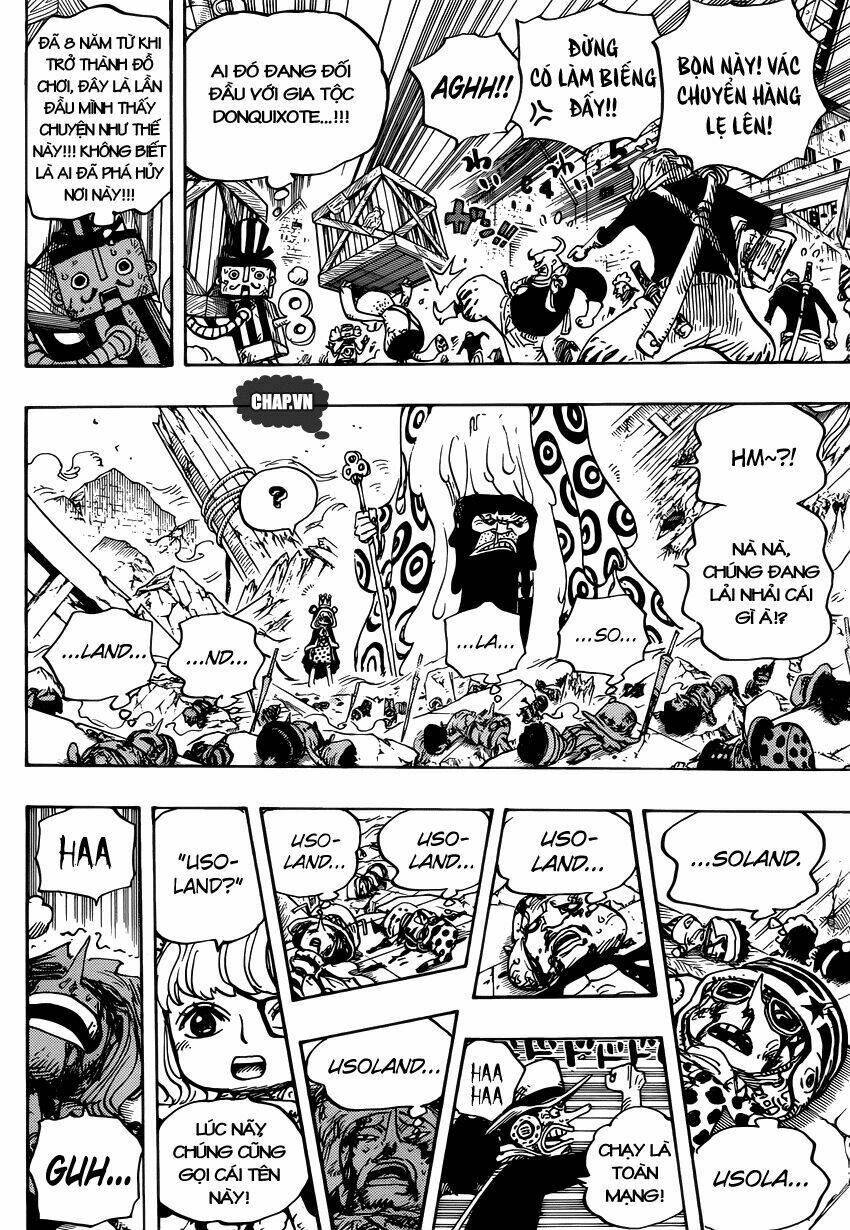 BỌN NÀY! VÁC
CHUYỂN HÀNG
LẸ LÊN!
ĐỪNG
CÓ LÀM BIẾNG
ĐẤY!!
AGHH!!
AI ĐÓ ĐANG ĐỐI
ĐẦU VỚI GIA TỘC
DONQUIXOTE...!!!
ĐÃ 8 NĂM TỪ KHI
TRỞ THÀNH ĐỒ
CHƠI, ĐÂY LÀ LẦN
ĐẦU MÌNH THẤY
CHUYỆN NHƯ THẾ
NÀY!!! KHÔNG BIẾT
LÀ AI ĐÃ PHÁ HỦY
NƠI NÀY!!!
CHAP.VN
HM~?!
NÀ NÀ,
CHÚNG ĐANG
LẢI NHẢI CÁI
GÌ À!?
...SO...
...LA...
?
...ND...
...LAND...
...SOLAND.
USOLA...
USO-
LAND...
USO-
LAND...
USO-
LAND...
CHẠY LÀ
TOÀN
MẠNG!
HAA
HAA
USOLAND...
"USO-
LAND?"
LÚC NÃY,
CHÚNG CŨNG
GỌI CÁI TÊN
NÀY!
HAA
GUH...